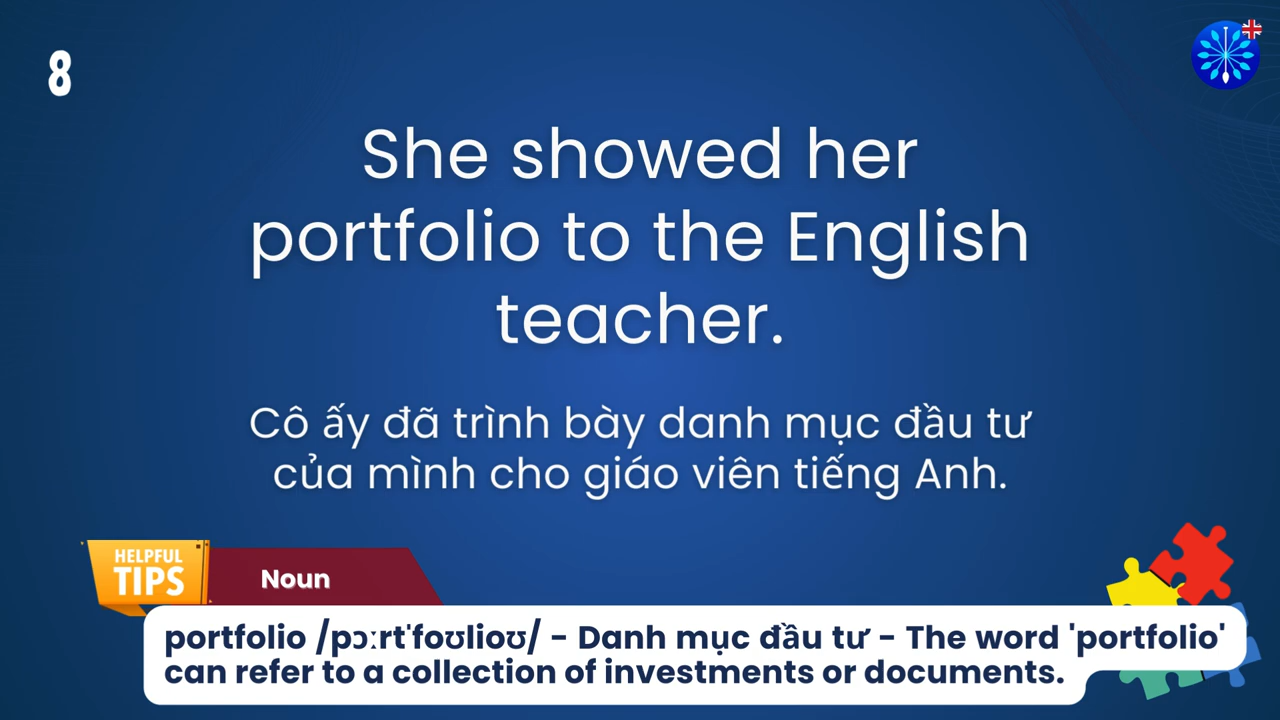 8
She showed her
portfolio to the English
teacher.
Cô ấy đã trình bày danh mục đầu tư
của mình cho giáo viên tiếng Anh.
HELPFUL
TIPS
Noun
portfolio /pɔːrtˈfoʊlioʊ/ - Danh mục đầu tư - The word 'portfolio'
can refer to a collection of investments or documents.